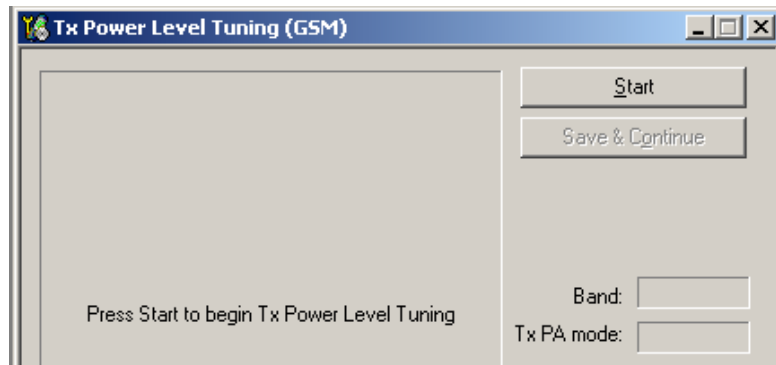 Tx Power Level Tuning (GSM)
Start
Save & Continue
Press Start to begin Tx Power Level Tuning
Band:
Tx PA mode: